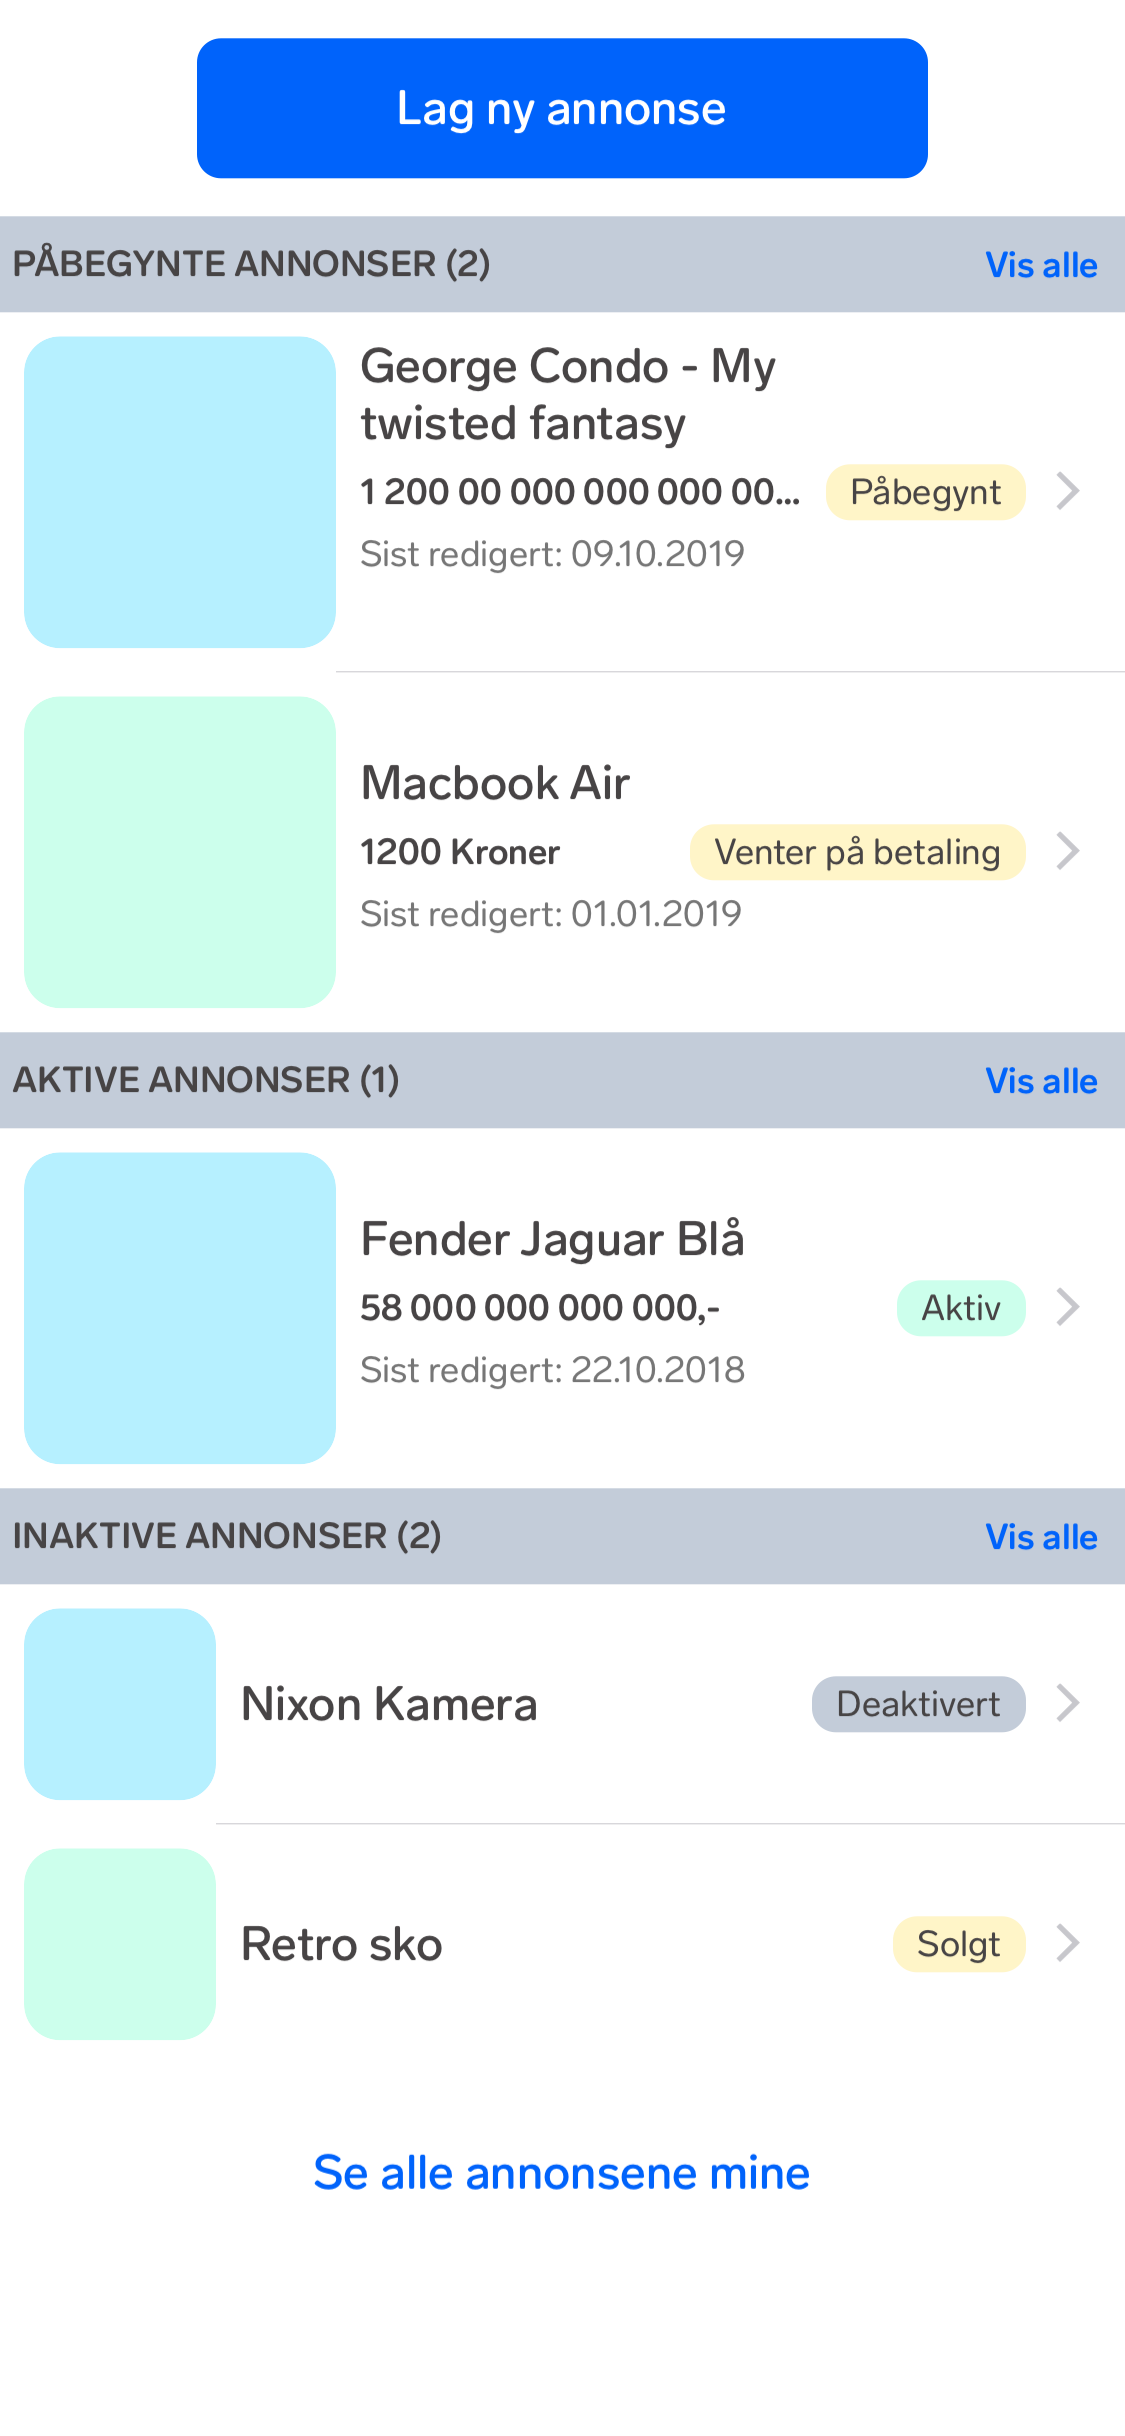 Lag ny annonse
PÅBEGYNTE ANNONSER (2)
Vis alle
George Condo - My
twisted fantasy
1 200 00 000 000 000 00...
Påbegynt
Sist redigert: 09.10.2019
Macbook Air
1200 Kroner
Venter på betaling
Sist redigert: 01.01.2019
AKTIVE ANNONSER (1)
Vis alle
Fender Jaguar Blå
58 000 000 000 000,-
Aktiv
Sist redigert: 22.10.2018
INAKTIVE ANNONSER (2)
Vis alle
Nixon Kamera
Deaktivert
Retro sko
Solgt
Se alle annonsene mine